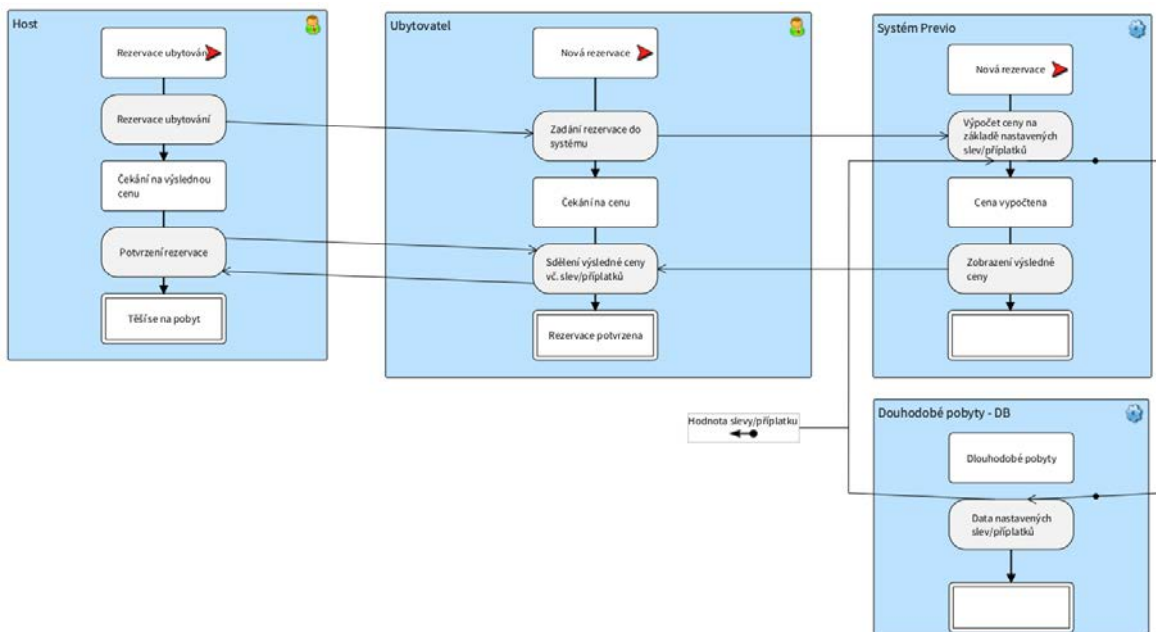 Host
Rezervace ubytování
Rezervace ubytování
Čekání na výslednou
cenu
Potvrzení rezervace
Těší se na pobyt
Ubytovatel
Nová rezervace
Zadání rezervace do
systému
Čekání na cenu
Sdělení výsledné ceny
vč. slev/příplatků
Rezervace potvrzena
Systém Previo
Nová rezervace
Výpočet ceny na
základě nastavených
slev/příplatků
Cena vypočtena
Zobrazení výsledné
ceny
Hodnota slevy/příplatku
Douhodobé pobyty - DB
Dlouhodobé pobyty
Data nastavených
slev/příplatků